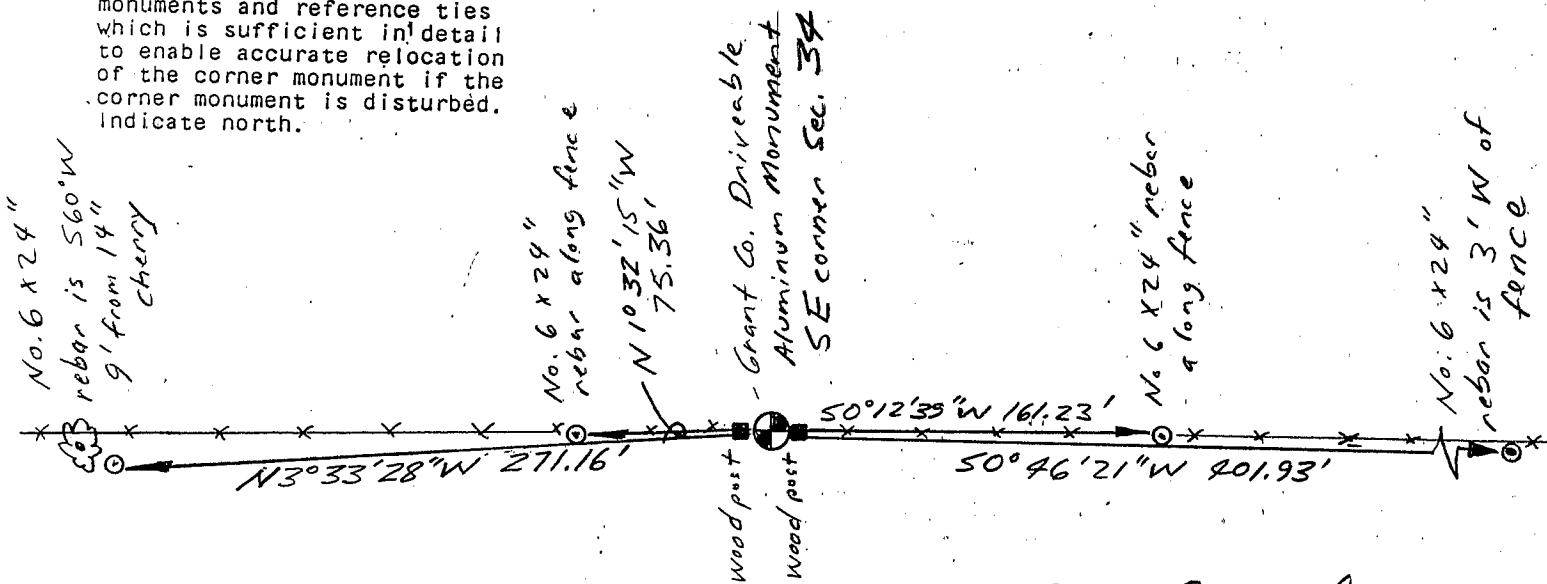 monuments and reference ties
which is sufficient in detail
to enable accurate relocation
of the corner monument if the
corner monument is disturbed.
Indicate north.
No. 6 x 24"
rebar is S60°W
9' from 14"
cherry
No. 6 x 24"
rebar along fence
N 1°32'15"W
75.36'
Grant Co. Driveable
Aluminum Monument
SE corner Sec. 34
No. 6 x 24" rebar
along fence
No. 6 x 24"
rebar is 3' W of
fence
N3°33'28"W 271.16'
S0°12'39"W 161.23'
S0°46'21"W 401.93'
wood post
wood post